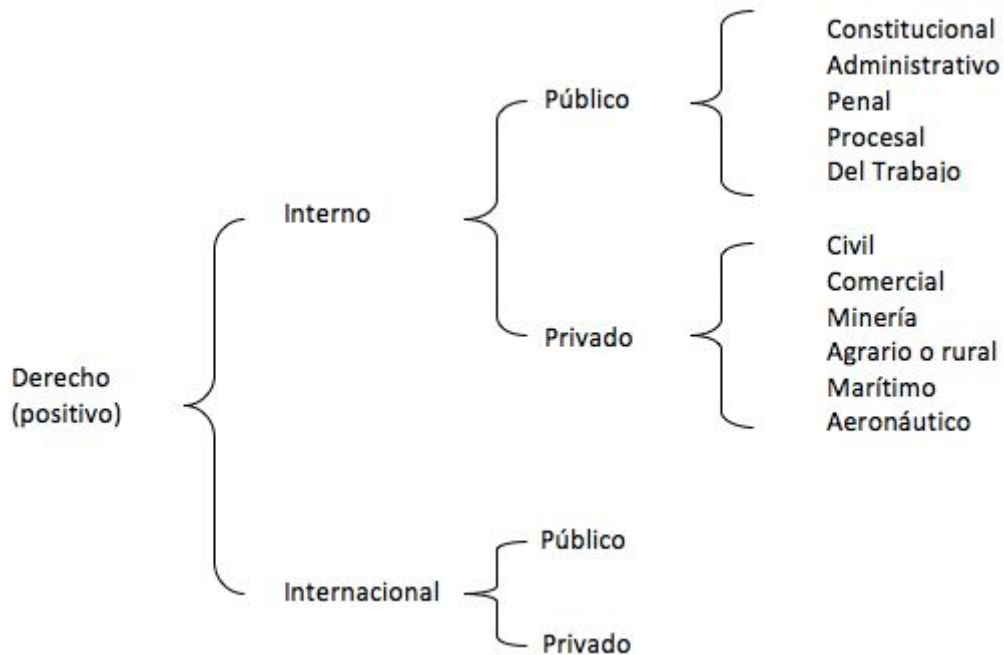 Derecho
(positivo)
Interno
Público
Constitucional
Administrativo
Penal
Procesal
Del Trabajo
Privado
Civil
Comercial
Minería
Agrario o rural
Marítimo
Aeronáutico
Internacional
Público
Privado